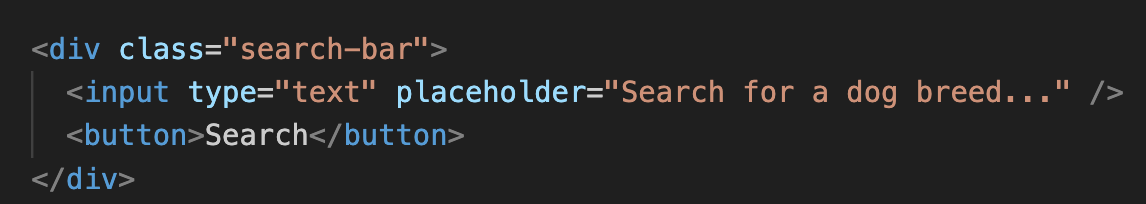 <div class="search-bar">
<input type="text" placeholder="Search for a dog breed..." />
<button>Search</button>
</div>